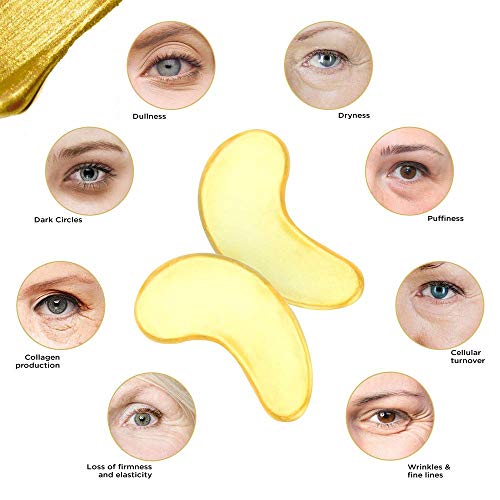 Dullness
Dryness
Dark Circles
Puffiness
Collagen
production
Cellular
turnover
Loss of firmness
and elasticity
Wrinkles &
fine lines